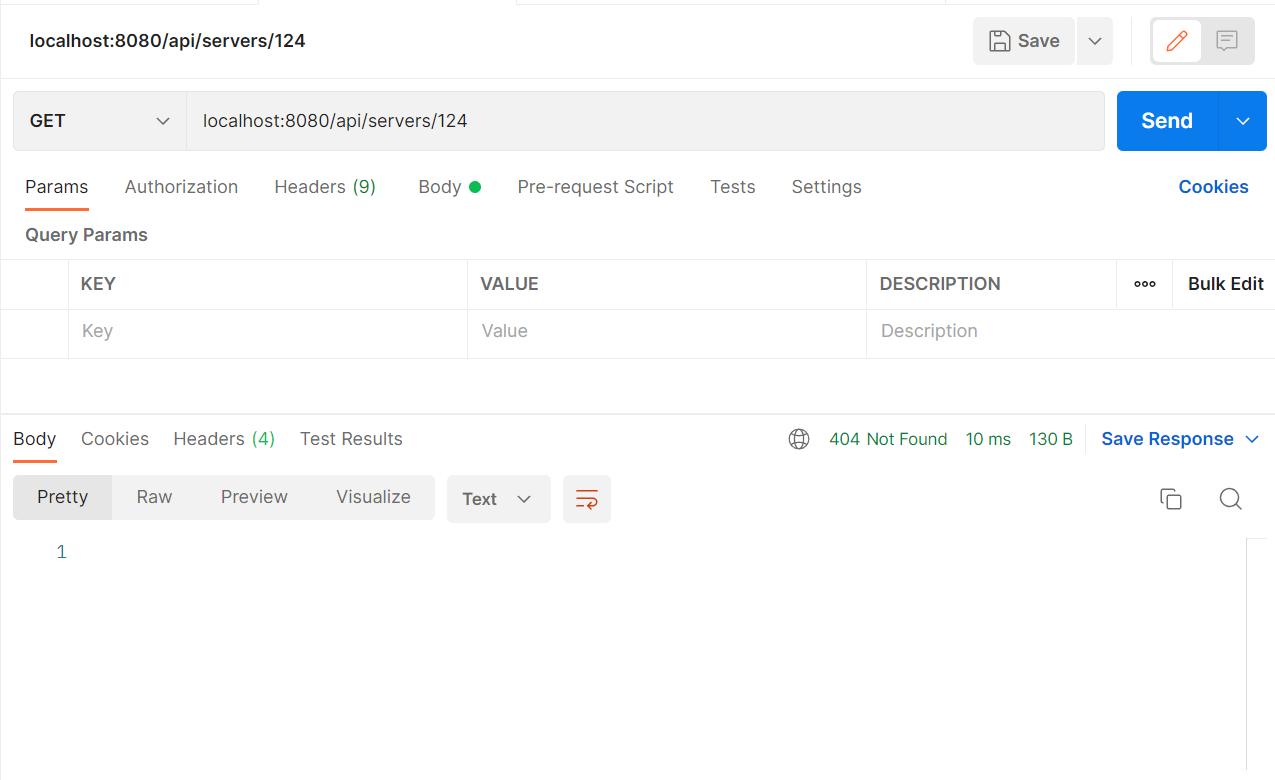 localhost:8080/api/servers/124 Save
GET localhost:8080/api/servers/124 Send
Params Authorization Headers (9) Body Pre-request Script Tests Settings Cookies
Query Params
KEY VALUE DESCRIPTION Bulk Edit
Key Value Description
Body Cookies Headers (4) Test Results 404 Not Found 10 ms 130 B Save Response
Pretty Raw Preview Visualize Text
1